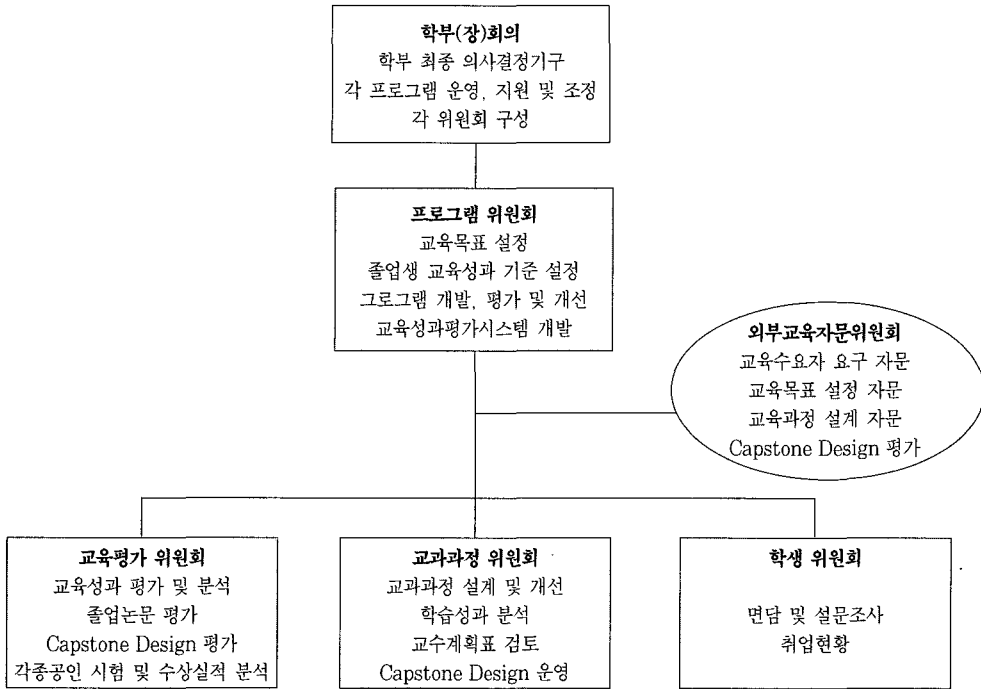 학부(장)회의
학부 최종 의사결정기구
각 프로그램 운영, 지원 및 조정
각 위원회 구성
프로그램 위원회
교육목표 설정
졸업생 교육성과 기준 설정
그로그램 개발, 평가 및 개선
교육성과평가시스템 개발
외부교육자문위원회
교육수요자 요구 자문
교육목표 설정 자문
교육과정 설계 자문
Capstone Design 평가
교육평가 위원회
교육성과 평가 및 분석
졸업논문 평가
Capstone Design 평가
각종공인 시험 및 수상실적 분석
교과과정 위원회
교과과정 설계 및 개선
학습성과 분석
교수계획표 검토
Capstone Design 운영
학생 위원회
면담 및 설문조사
취업현황